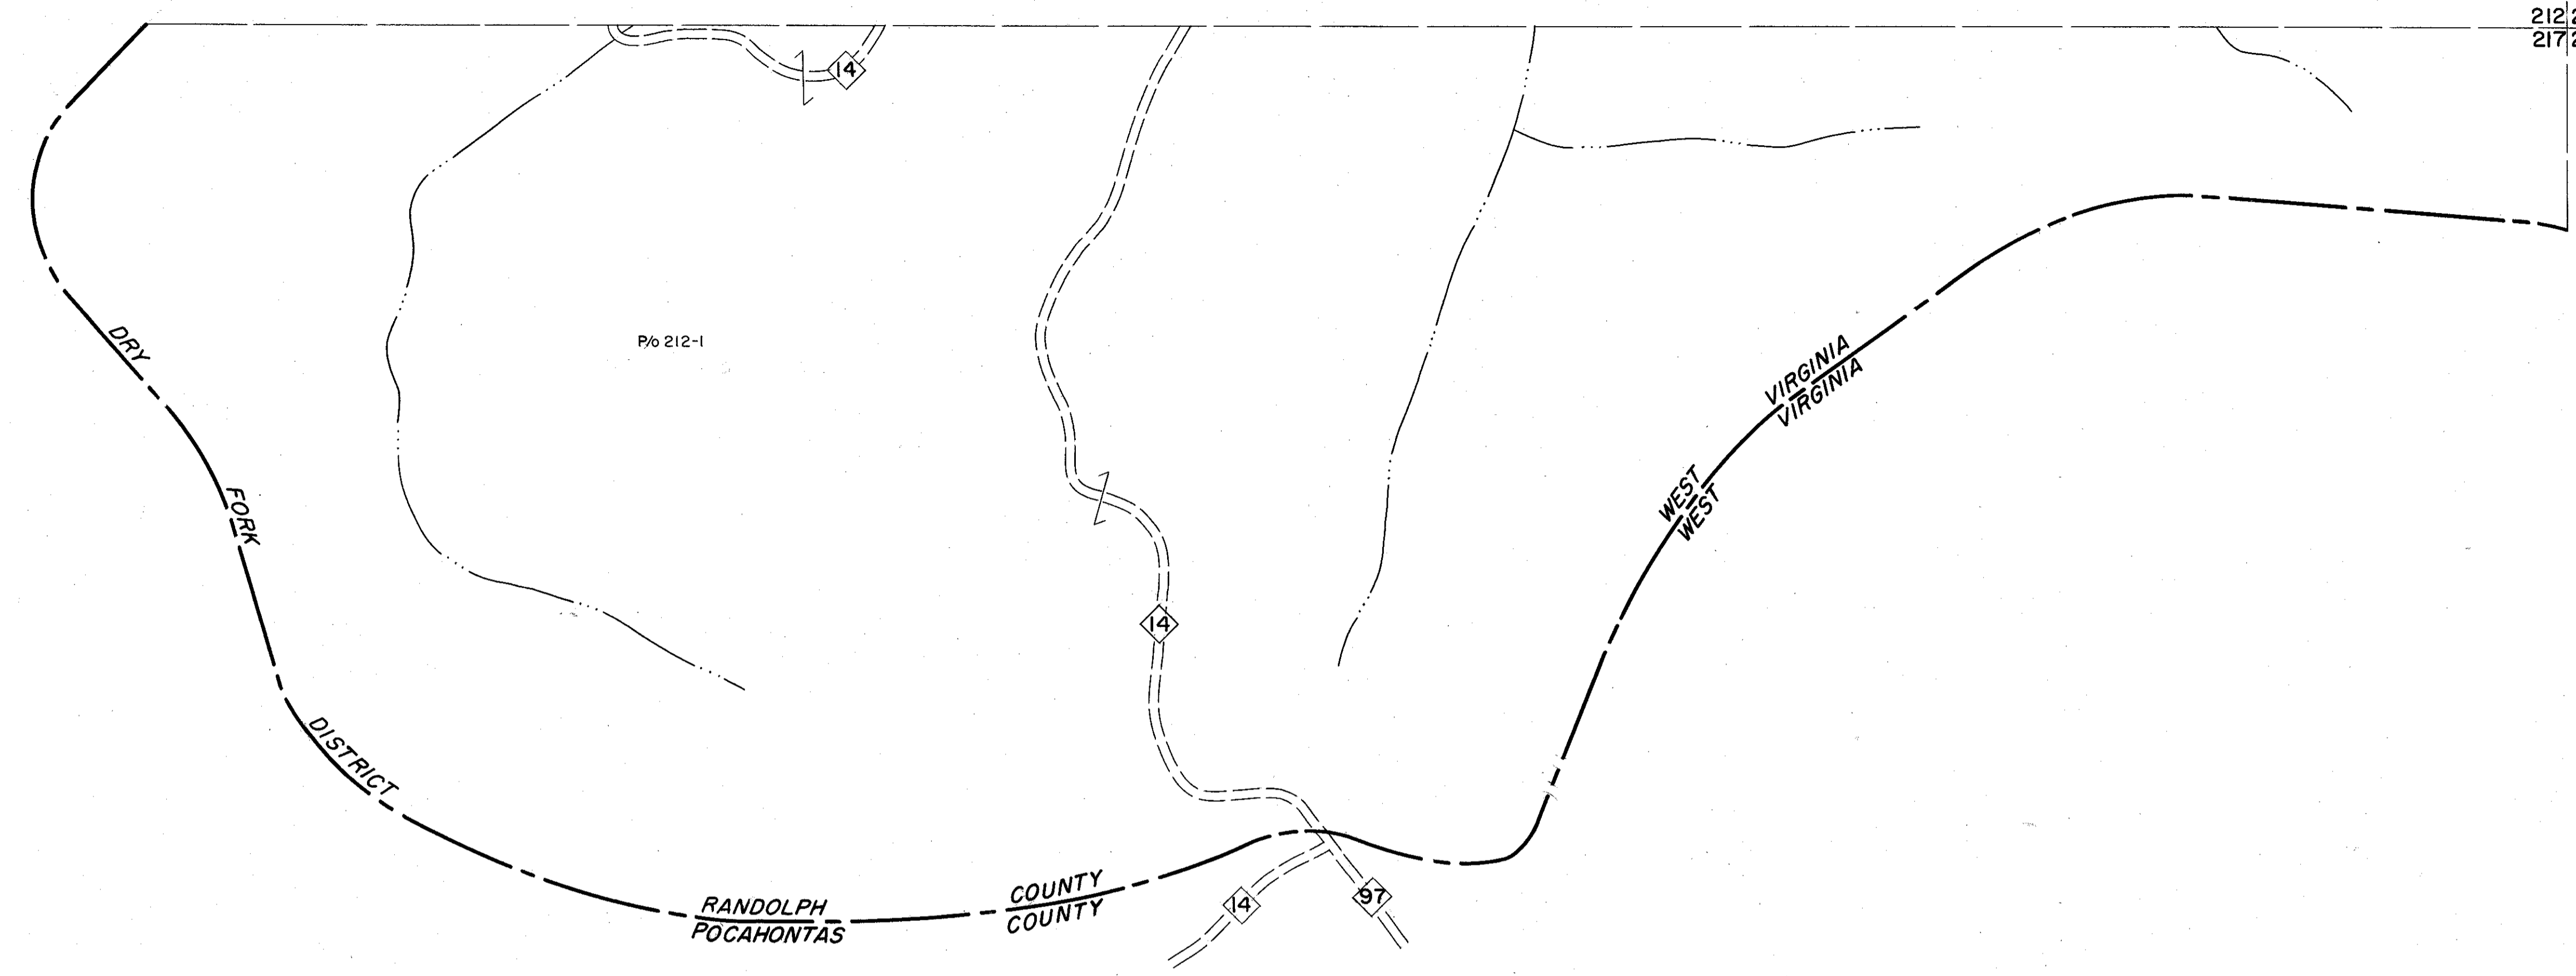 212
217
14
P/o 212-1
DRY
FORK
DISTRICT
VIRGINIA
VIRGINIA
WEST
WEST
14
RANDOLPH
POCAHONTAS
COUNTY
COUNTY
14
97